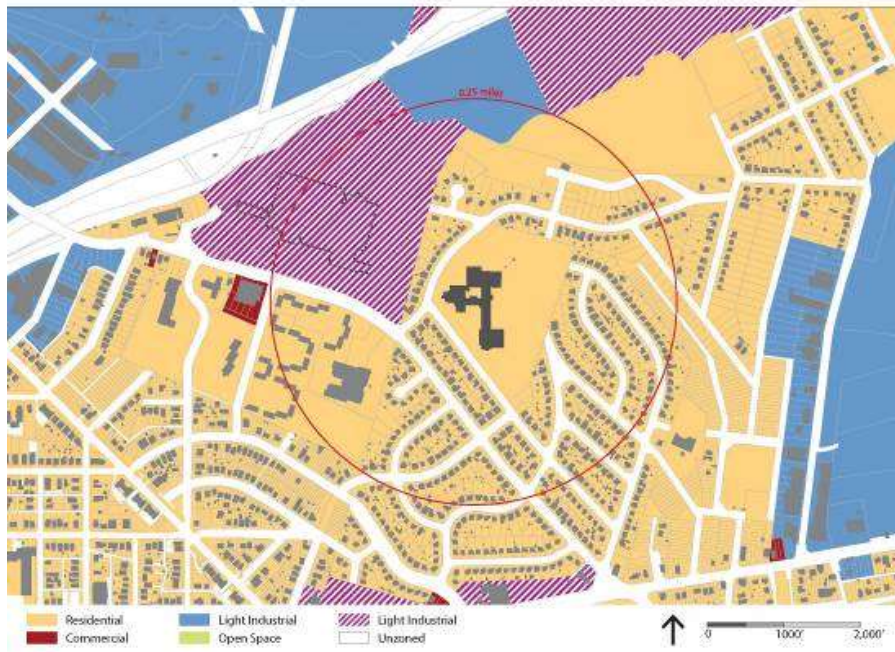 0.25 miles
Residential
Light Industrial
Light Industrial
Commercial
Open Space
Unzoned
0 1000' 2,000'